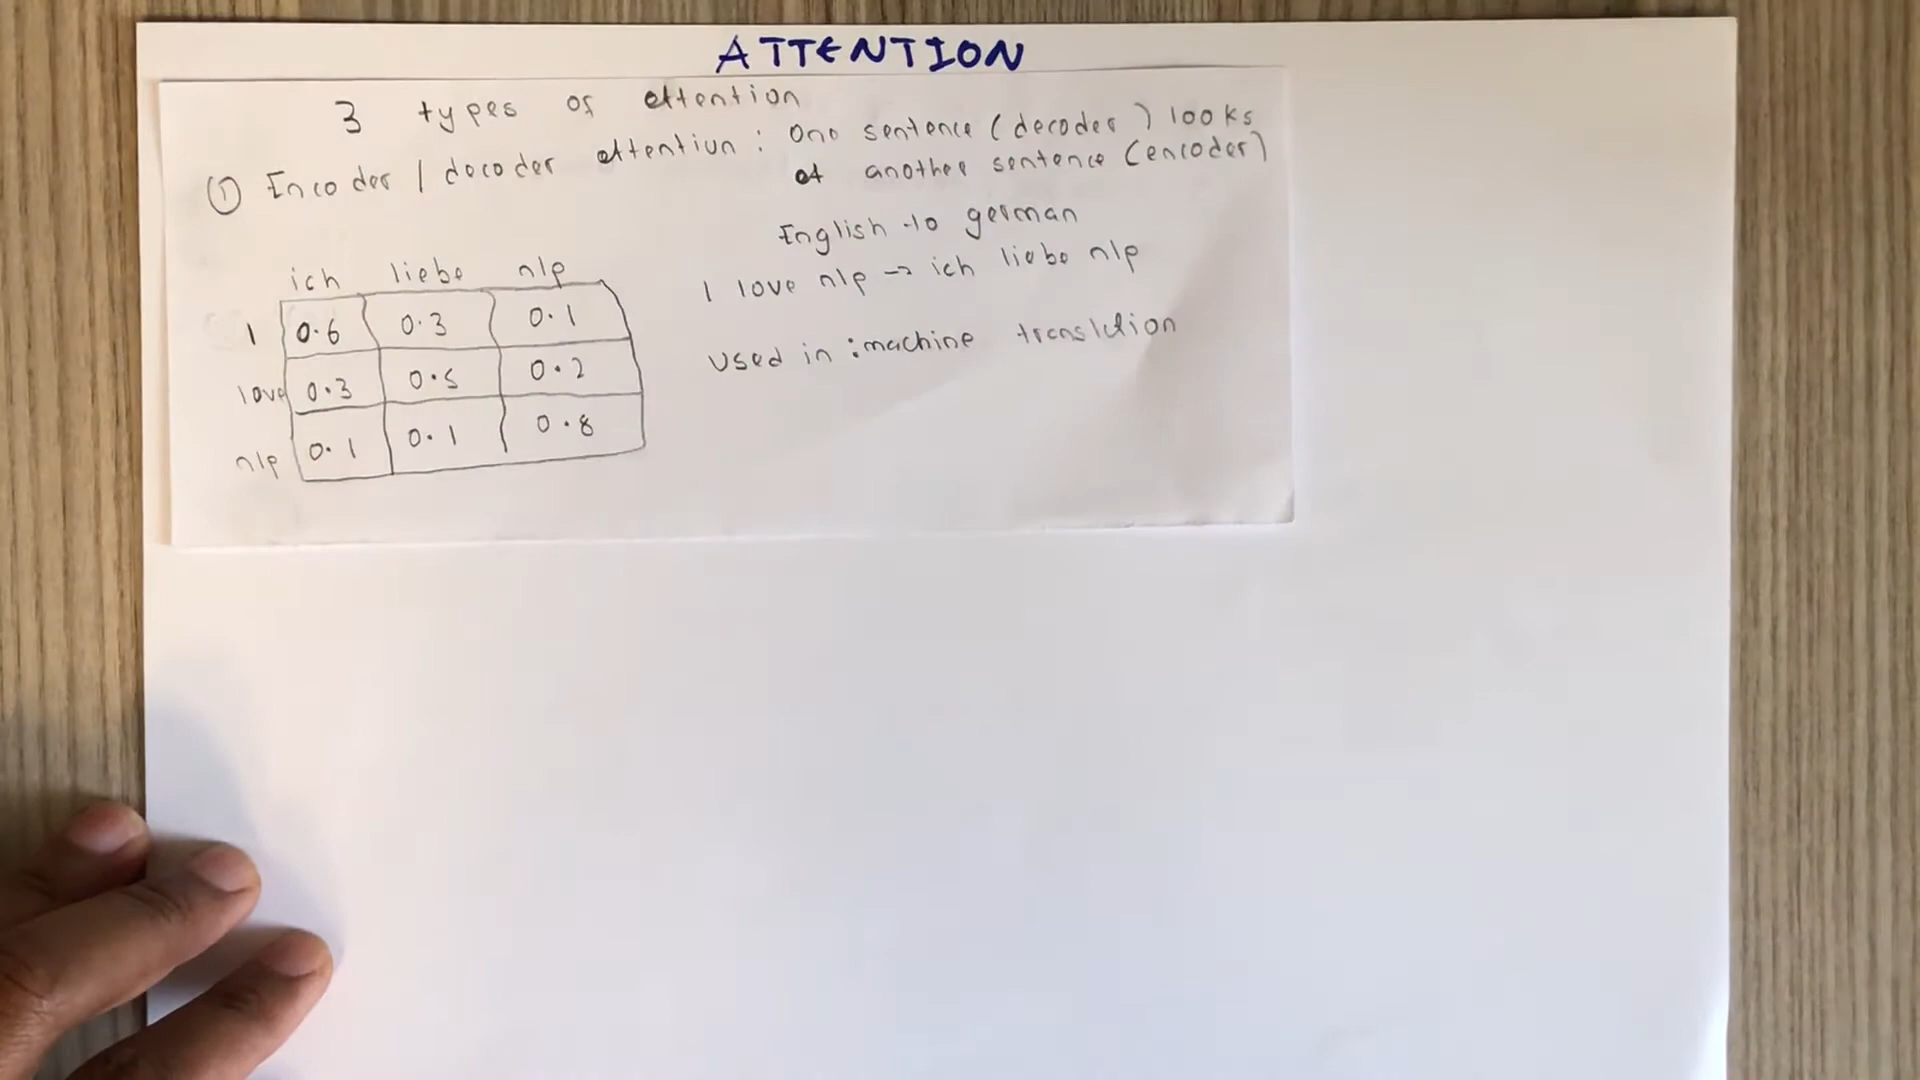 ATTENTION
3 types of attention
① Encoder / decoder attention : One sentence (decoder) looks
at another sentence (encoder)
English to german
I love nlp → ich liebe nlp
used in : machine translation
ich liebe nlp
I 0.6 0.3 0.1
love 0.3 0.5 0.2
nlp 0.1 0.1 0.8